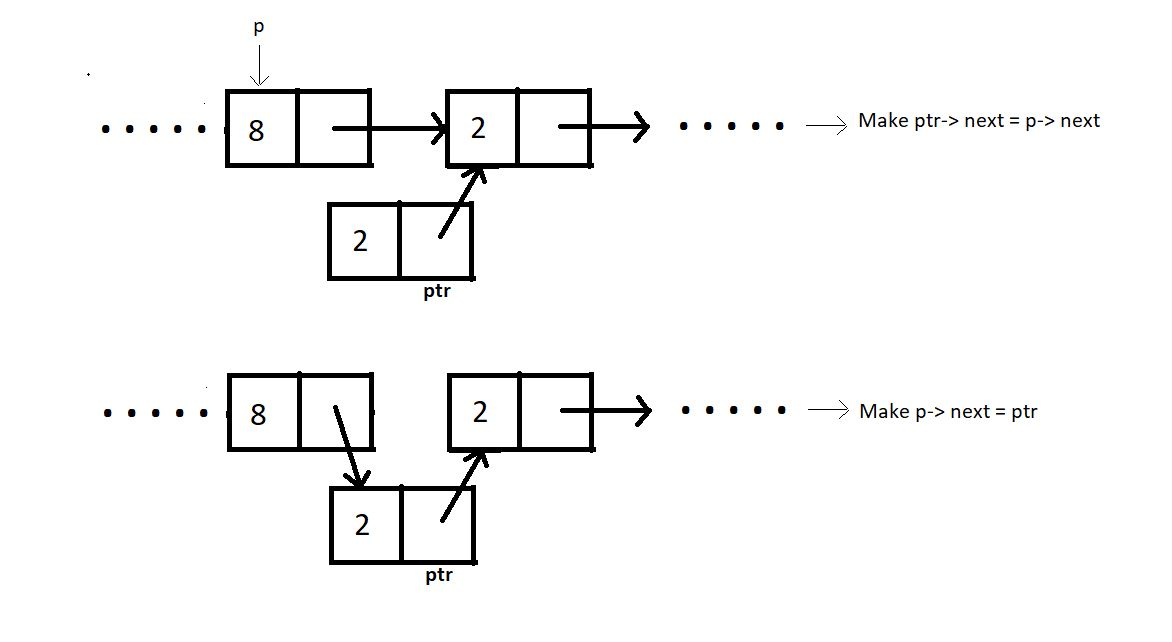 p
8 2 Make ptr-> next = p-> next
2
ptr
8 2 Make p-> next = ptr
2
ptr